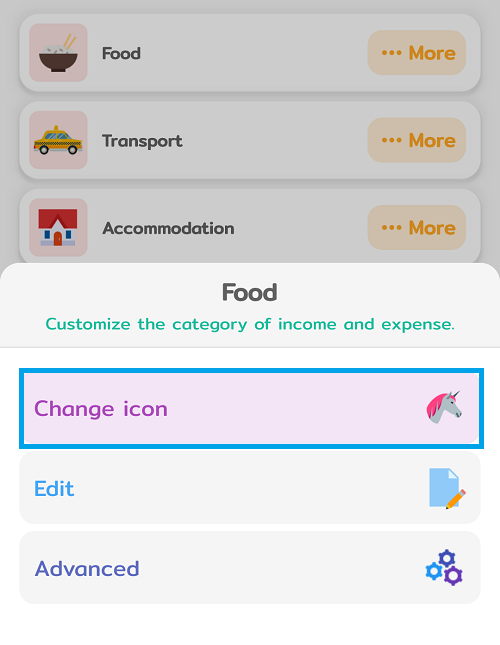 Food
••• More
Transport
••• More
Accommodation
••• More
Food
Customize the category of income and expense.
Change icon
Edit
Advanced